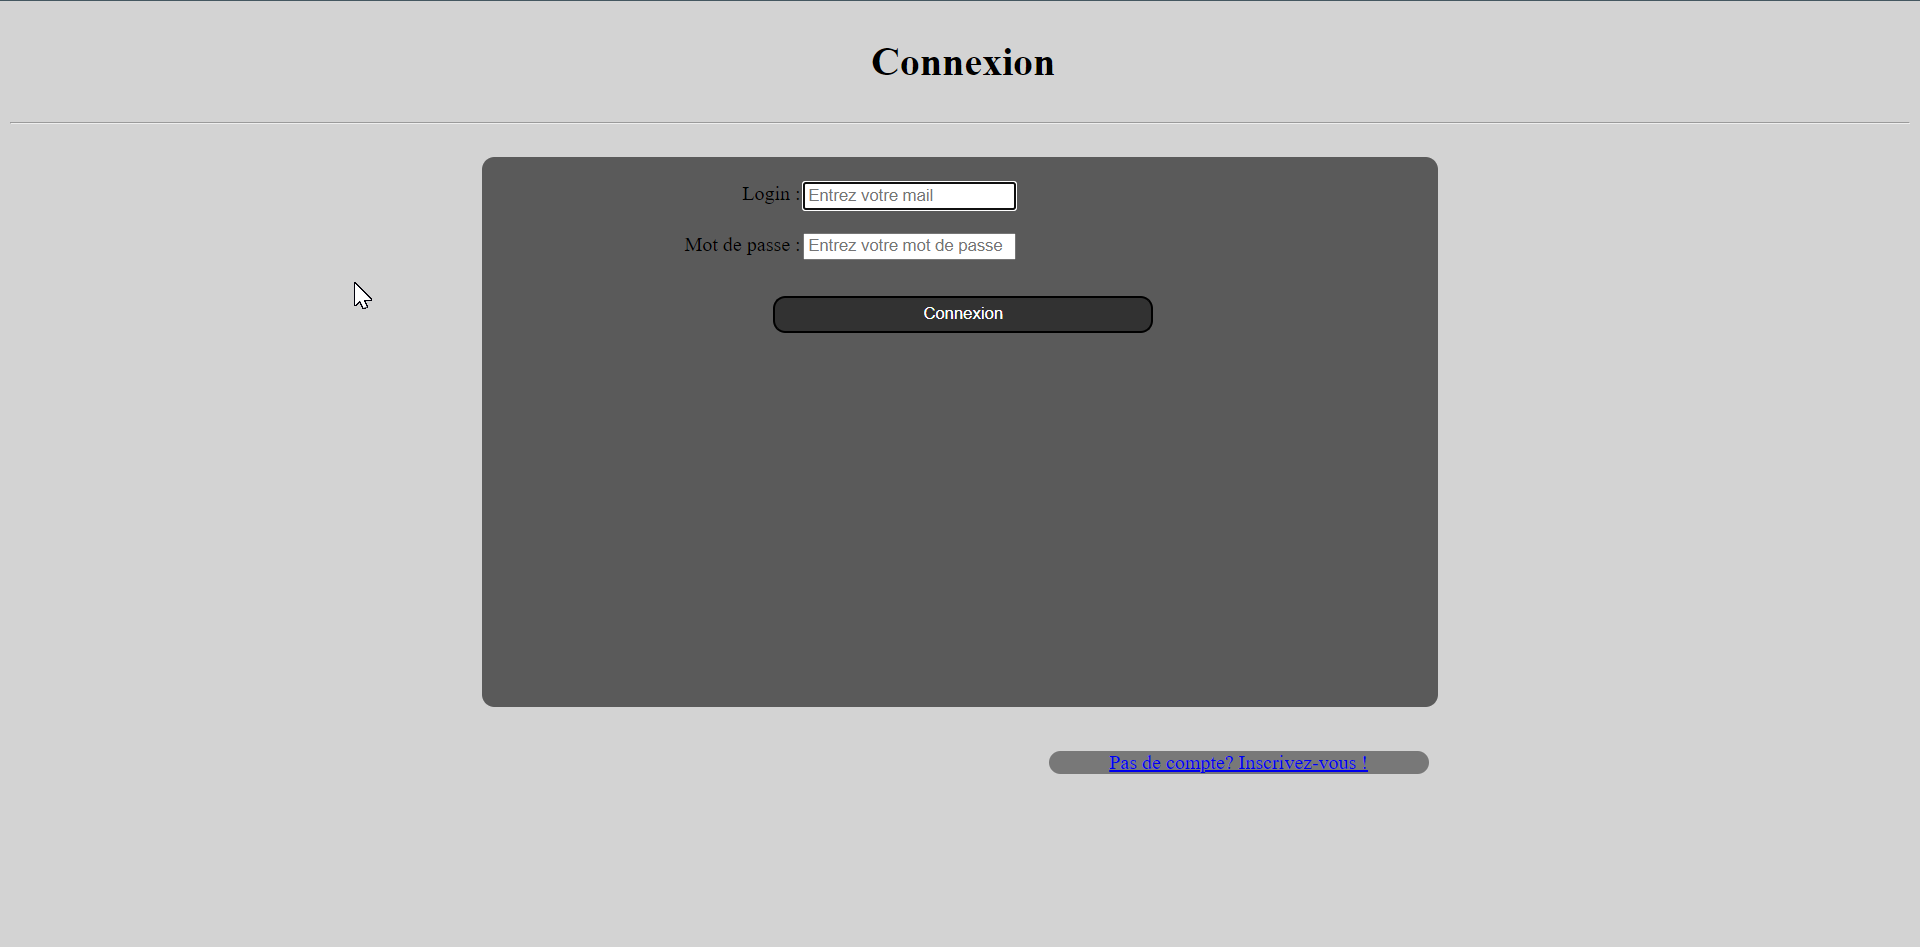 Connexion
Login : Entrez votre mail
Mot de passe : Entrez votre mot de passe
Connexion
Pas de compte? Inscrivez-vous !